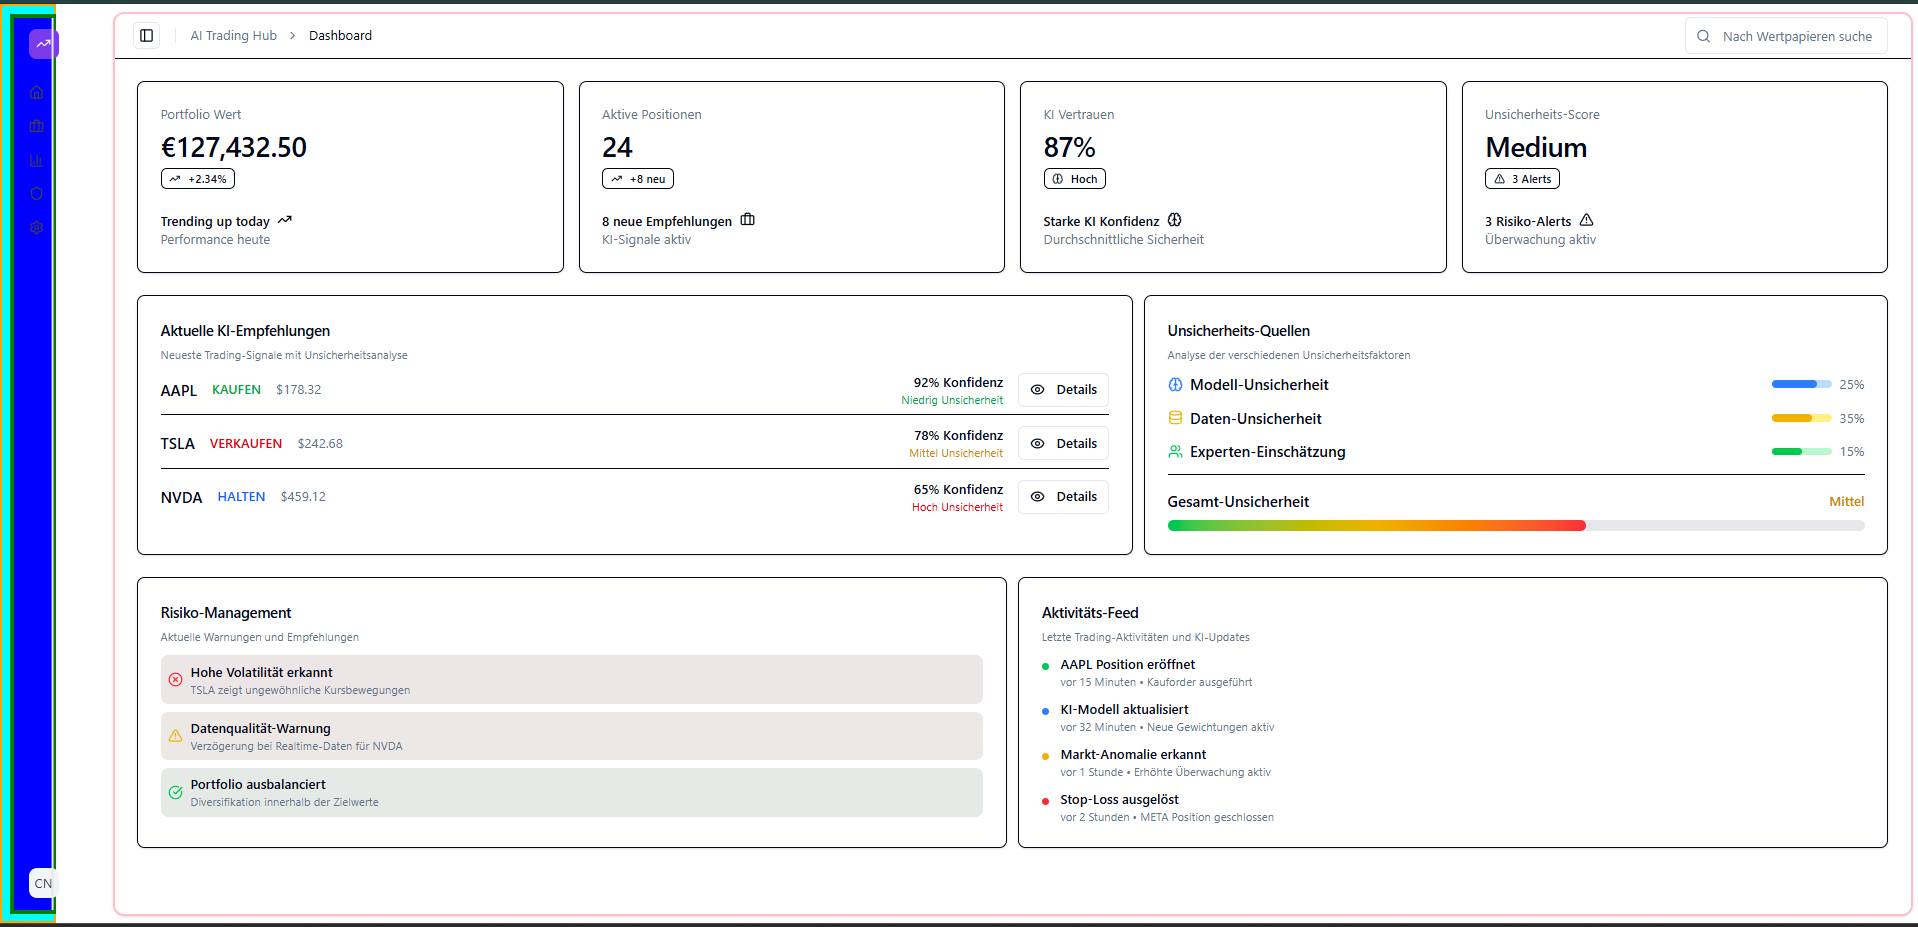 AI Trading Hub > Dashboard
Nach Wertpapieren suche
Portfolio Wert
€127,432.50
+2.34%
Trending up today
Performance heute
Aktive Positionen
24
+8 neu
8 neue Empfehlungen
KI-Signale aktiv
KI Vertrauen
87%
Hoch
Starke KI Konfidenz
Durchschnittliche Sicherheit
Unsicherheits-Score
Medium
3 Alerts
3 Risiko-Alerts
Überwachung aktiv
Aktuelle KI-Empfehlungen
Neueste Trading-Signale mit Unsicherheitsanalyse
AAPL KAUFEN $178.32
92% Konfidenz
Niedrig Unsicherheit
Details
TSLA VERKAUFEN $242.68
78% Konfidenz
Mittel Unsicherheit
Details
NVDA HALTEN $459.12
65% Konfidenz
Hoch Unsicherheit
Details
Unsicherheits-Quellen
Analyse der verschiedenen Unsicherheitsfaktoren
Modell-Unsicherheit 25%
Daten-Unsicherheit 35%
Experten-Einschätzung 15%
Gesamt-Unsicherheit Mittel
Risiko-Management
Aktuelle Warnungen und Empfehlungen
Hohe Volatilität erkannt
TSLA zeigt ungewöhnliche Kursbewegungen
Datenqualität-Warnung
Verzögerung bei Realtime-Daten für NVDA
Portfolio ausbalanciert
Diversifikation innerhalb der Zielwerte
Aktivitäts-Feed
Letzte Trading-Aktivitäten und KI-Updates
AAPL Position eröffnet
vor 15 Minuten • Kauforder ausgeführt
KI-Modell aktualisiert
vor 32 Minuten • Neue Gewichtungen aktiv
Markt-Anomalie erkannt
vor 1 Stunde • Erhöhte Überwachung aktiv
Stop-Loss ausgelöst
vor 2 Stunden • META Position geschlossen
CN